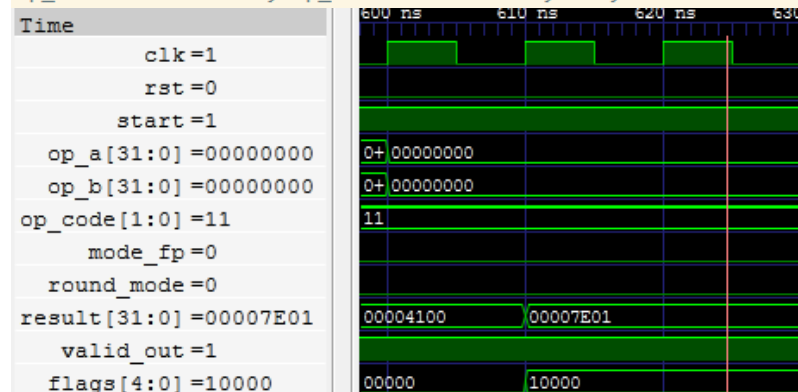 Time
600 ns 610 ns 620 ns 630
clk=1
rst=0
start=1
op_a[31:0]=00000000 0+ 00000000
op_b[31:0]=00000000 0+ 00000000
op_code[1:0]=11 11
mode_fp=0
round_mode=0
result[31:0]=00007E01 00004100 00007E01
valid_out=1
flags[4:0]=10000 00000 10000